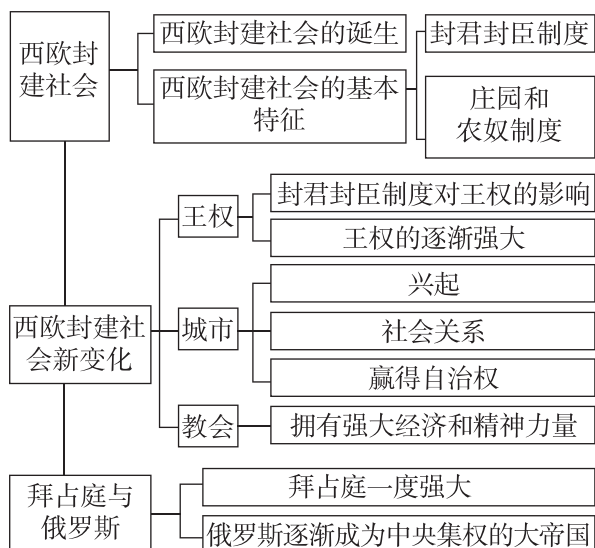 西欧封
建社会
西欧封建社会的诞生
西欧封建社会的基本
特征
封君封臣制度
庄园和
农奴制度
西欧封建社
会新变化
王权
封君封臣制度对王权的影响
王权的逐渐强大
城市
兴起
社会关系
赢得自治权
教会
拥有强大经济和精神力量
拜占庭与
俄罗斯
拜占庭一度强大
俄罗斯逐渐成为中央集权的大帝国